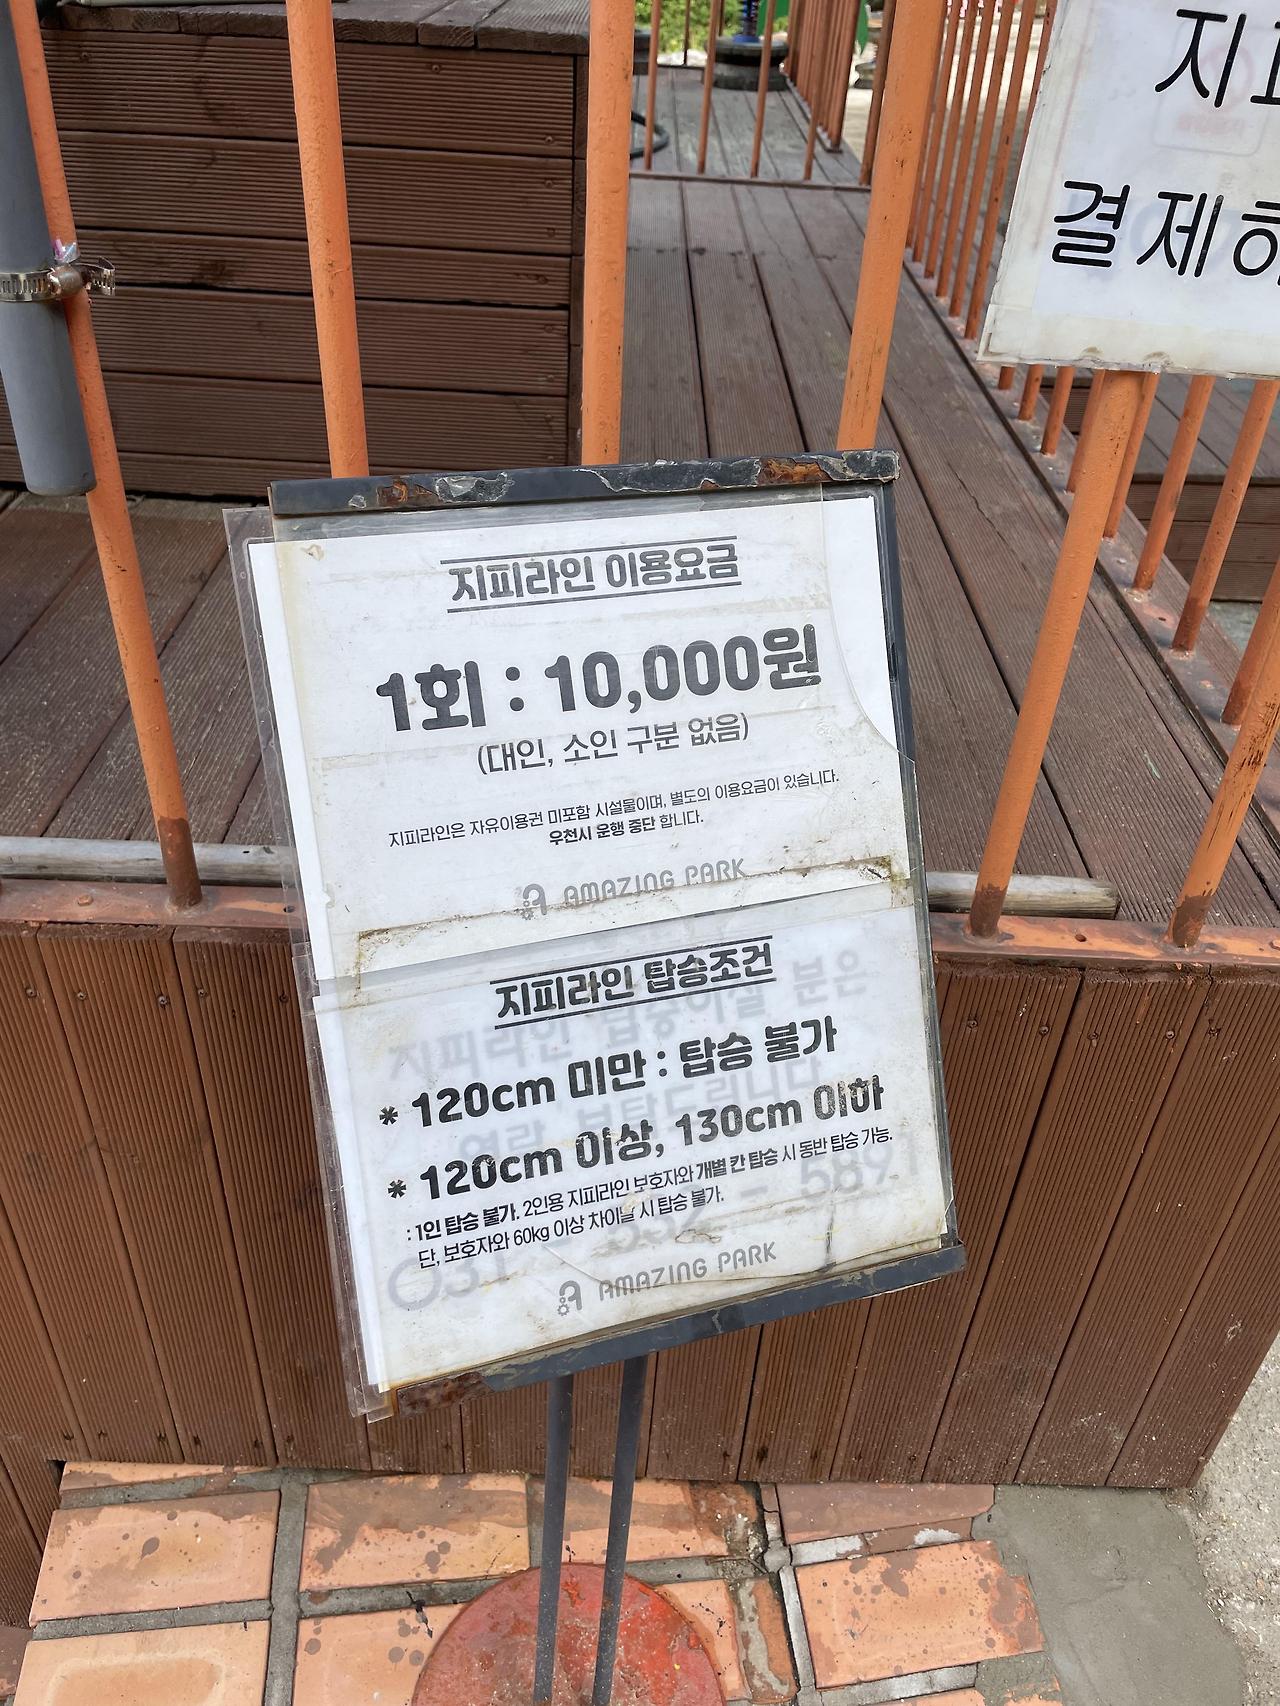 지피
결제하
지피라인 이용요금
1회 : 10,000원
(대인, 소인 구분 없음)
지피라인은 자유이용권 미포함 시설물이며, 별도의 이용요금이 있습니다.
우천시 운행 중단 합니다.
AMAZING PARK
지피라인 탑승조건
* 120cm 미만 : 탑승 불가
* 120cm 이상, 130cm 이하
: 1인 탑승 불가. 2인용 지피라인 보호자와 개별 칸 탑승 시 동반 탑승 가능.
단, 보호자와 60kg 이상 차이날 시 탑승 불가.
AMAZING PARK